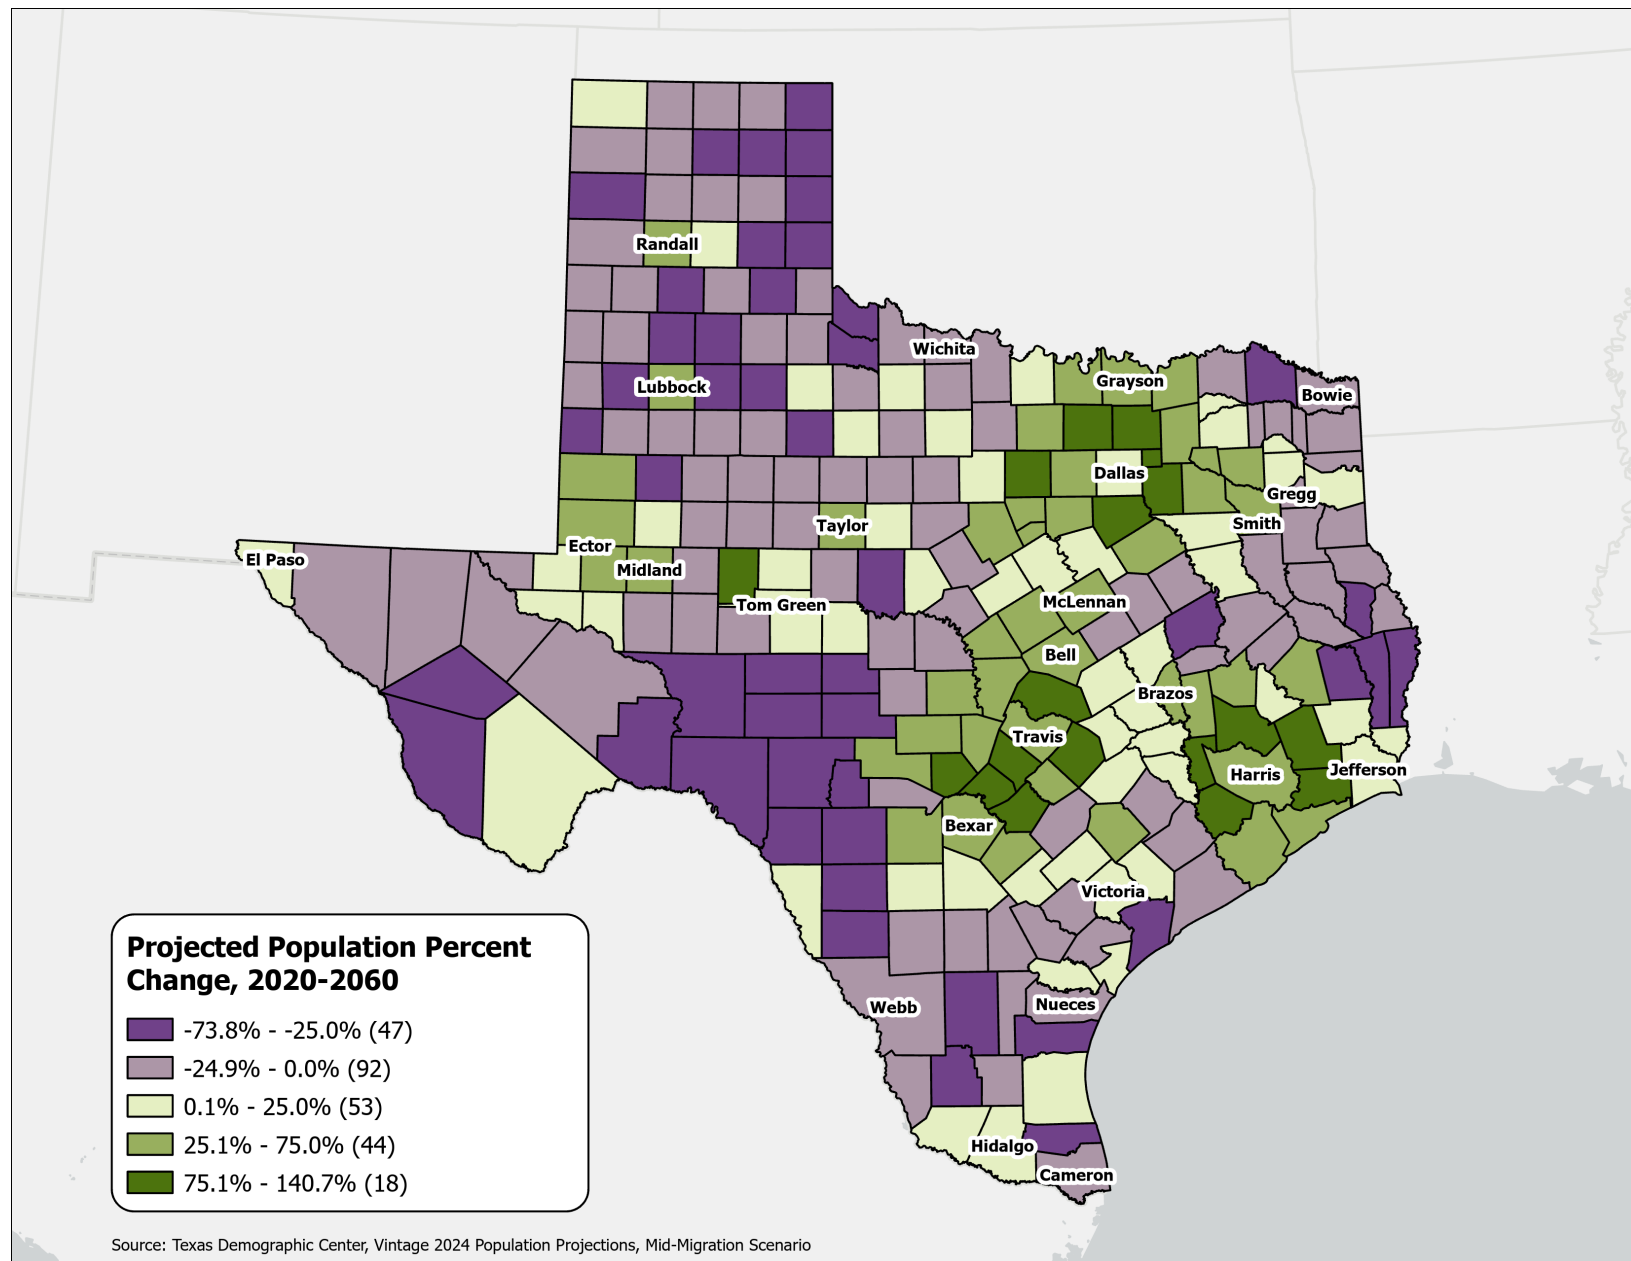 Randall
Wichita
Lubbock
Grayson
Bowie
Dallas
Gregg
Taylor
Smith
Ector
El Paso
Midland
Tom Green
McLennan
Bell
Brazos
Travis
Harris
Jefferson
Bexar
Victoria
Webb
Nueces
Hidalgo
Cameron
Projected Population Percent
Change, 2020-2060
-73.8% - -25.0% (47)
-24.9% - 0.0% (92)
0.1% - 25.0% (53)
25.1% - 75.0% (44)
75.1% - 140.7% (18)
Source: Texas Demographic Center, Vintage 2024 Population Projections, Mid-Migration Scenario